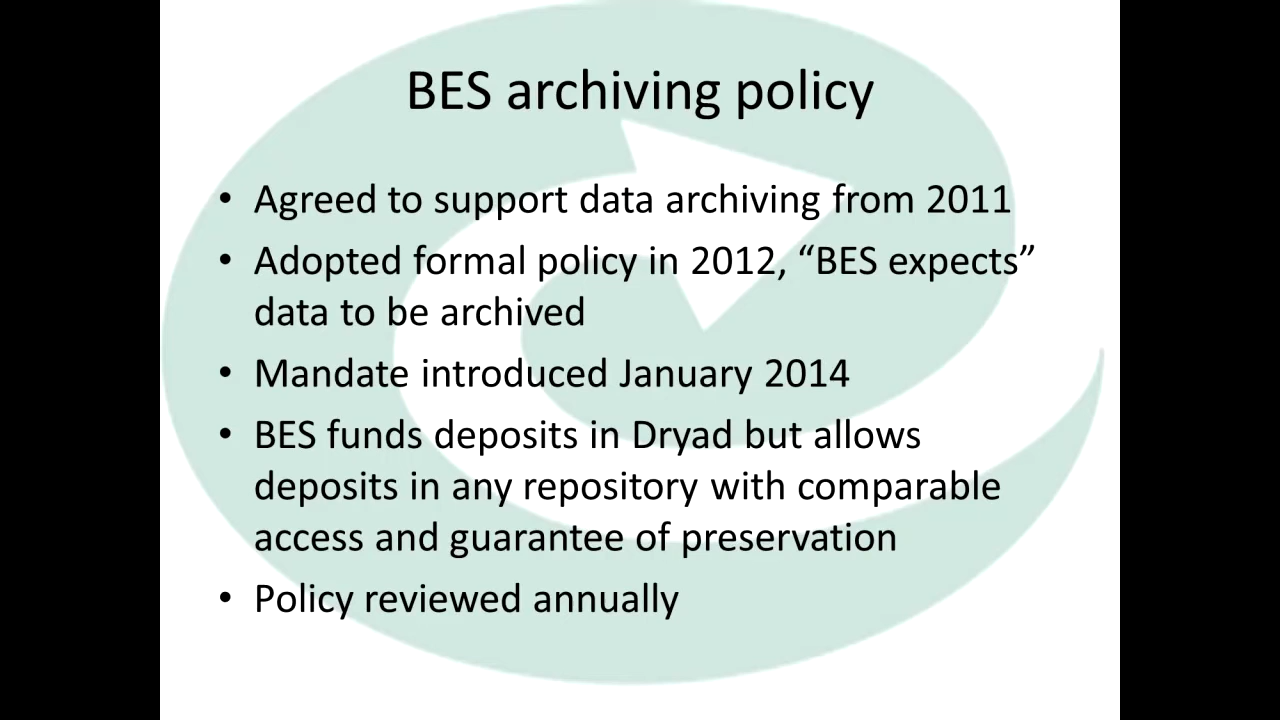 BES archiving policy
• Agreed to support data archiving from 2011
• Adopted formal policy in 2012, “BES expects”
data to be archived
• Mandate introduced January 2014
• BES funds deposits in Dryad but allows
deposits in any repository with comparable
access and guarantee of preservation
• Policy reviewed annually